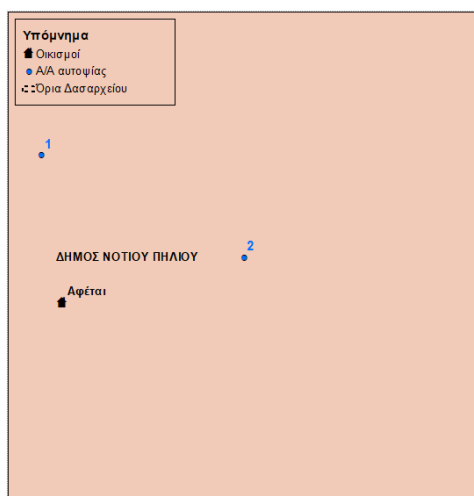 Υπόμνημα
Οικισμοί
Α/Α αυτοψίας
Όρια Δασαρχείου
1
2
ΔΗΜΟΣ ΝΟΤΙΟΥ ΠΗΛΙΟΥ
Αφέται